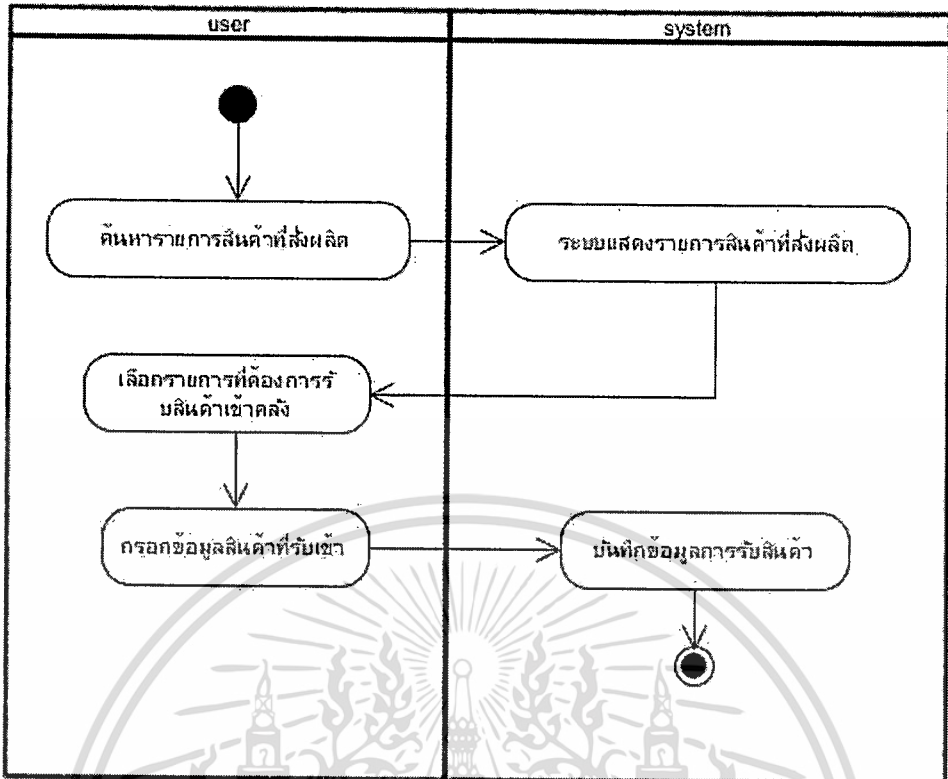 user
system
ค้นหารายการสินค้าที่สั่งผลิต
ระบบแสดงรายการสินค้าที่สั่งผลิต
เลือกรายการที่ต้องการรั
บสินค้าเข้าคลัง
กรอกข้อมูลสินค้าที่รับเข้า
บันทึกข้อมูลการรับสินค้า